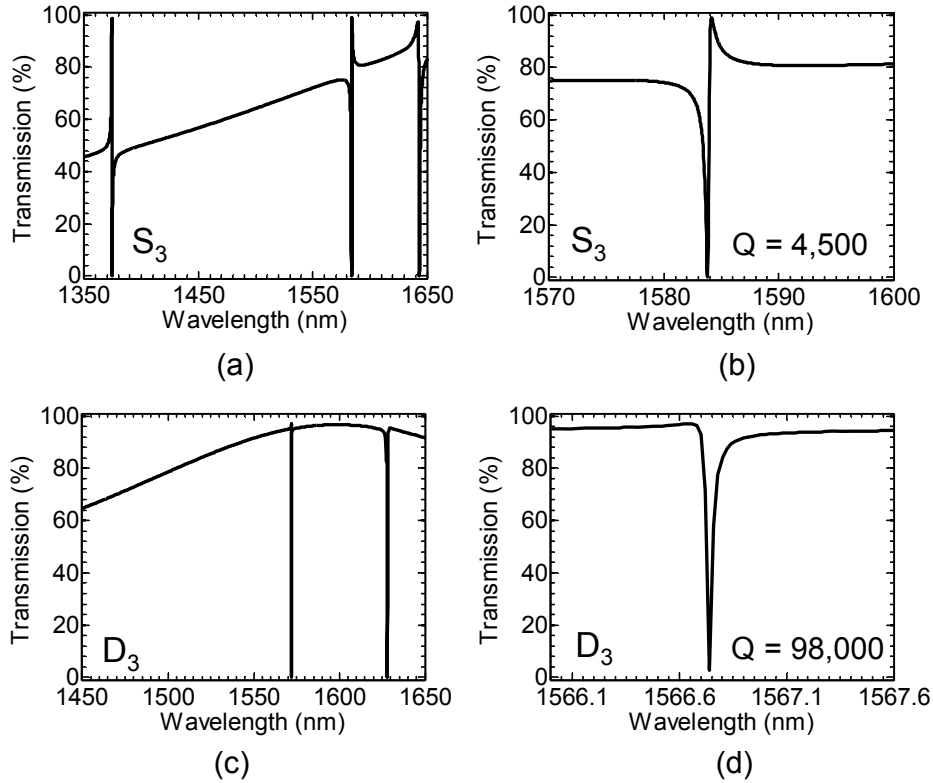 Transmission (%)
100
80
60
40
20
0
S3
1350 1450 1550 1650
Wavelength (nm)
(a)
Transmission (%)
100
80
60
40
20
0
S3 Q = 4,500
1570 1580 1590 1600
Wavelength (nm)
(b)
Transmission (%)
100
80
60
40
20
0
D3
1450 1500 1550 1600 1650
Wavelength (nm)
(c)
Transmission (%)
100
80
60
40
20
0
D3 Q = 98,000
1566.1 1566.6 1567.1 1567.6
Wavelength (nm)
(d)